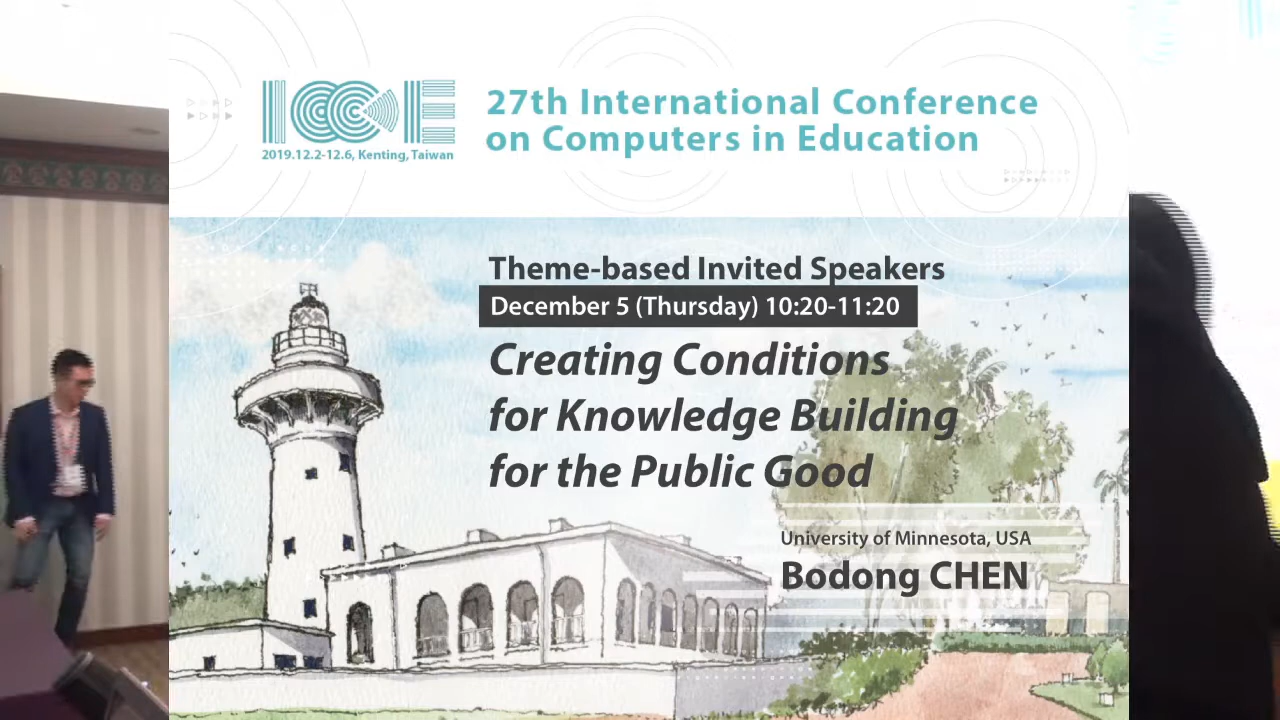 ICCE
2019.12.2-12.6, Kenting, Taiwan
27th International Conference
on Computers in Education
Theme-based Invited Speakers
December 5 (Thursday) 10:20-11:20
Creating Conditions
for Knowledge Building
for the Public Good
University of Minnesota, USA
Bodong CHEN